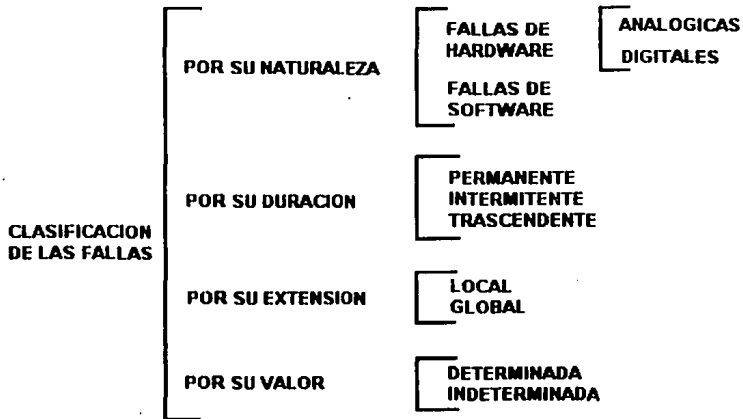 CLASIFICACION
DE LAS FALLAS
POR SU NATURALEZA
FALLAS DE
HARDWARE
ANALOGICAS
DIGITALES
FALLAS DE
SOFTWARE
POR SU DURACION
PERMANENTE
INTERMITENTE
TRASCENDENTE
POR SU EXTENSION
LOCAL
GLOBAL
POR SU VALOR
DETERMINADA
INDETERMINADA